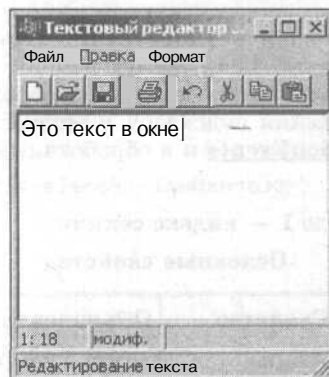 Текстовый редактор ...
Файл Правка Формат
Это текст в окне
1: 18 модиф.
Редактирование текста